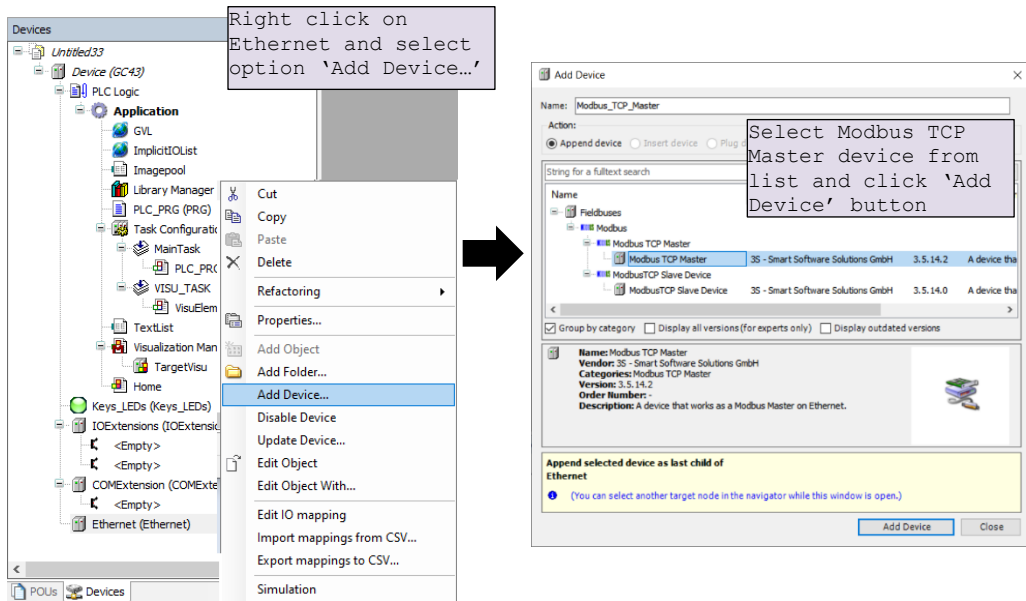 Devices
Right click on
Ethernet and select
option ‘Add Device…’
Untitled33
Device (GC43)
PLC Logic
Application
GVL
ImplicitIOList
Imagepool
Library Manager
PLC_PRG (PRG)
Task Configuratic
MainTask
PLC_PR
VISU_TASK
VisuElem
TextList
Visualization Man
TargetVisu
Home
Keys_LEDs (Keys_LEDs)
IOExtensions (IOExtensio
<Empty>
<Empty>
COMExtension (COMExte
<Empty>
Ethernet (Ethernet)
POUs
Devices
Cut
Copy
Paste
Delete
Refactoring
Properties...
Add Object
Add Folder...
Add Device...
Disable Device
Update Device...
Edit Object
Edit Object With...
Edit IO mapping
Import mappings from CSV...
Export mappings to CSV...
Simulation
Add Device
Name: Modbus_TCP_Master
Action:
Append device Insert device Plug d
Select Modbus TCP
Master device from
list and click ‘Add
Device’ button
String for a fulltext search
Name
Fieldbuses
Modbus
Modbus TCP Master
Modbus TCP Master 3S - Smart Software Solutions GmbH 3.5.14.2 A device tha
ModbusTCP Slave Device
ModbusTCP Slave Device 3S - Smart Software Solutions GmbH 3.5.14.0 A device tha
Group by category Display all versions (for experts only) Display outdated versions
Name: Modbus TCP Master
Vendor: 3S - Smart Software Solutions GmbH
Categories: Modbus TCP Master
Version: 3.5.14.2
Order Number: -
Description: A device that works as a Modbus Master on Ethernet.
Append selected device as last child of
Ethernet
(You can select another target node in the navigator while this window is open.)
Add Device Close